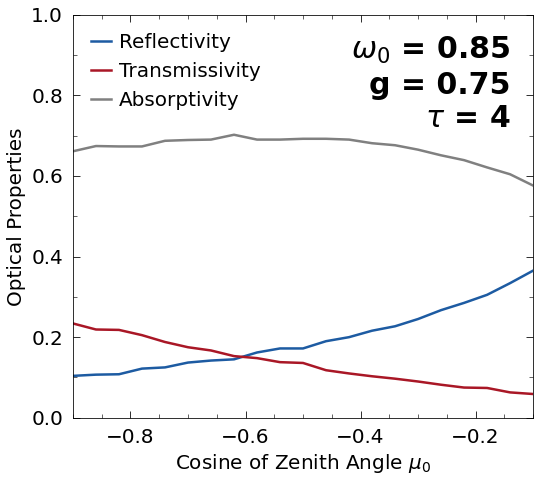 1.0
0.8
0.6
0.4
0.2
0.0
Optical Properties
Reflectivity
Transmissivity
Absorptivity
ω₀ = 0.85
g = 0.75
τ = 4
−0.8 −0.6 −0.4 −0.2
Cosine of Zenith Angle μ₀